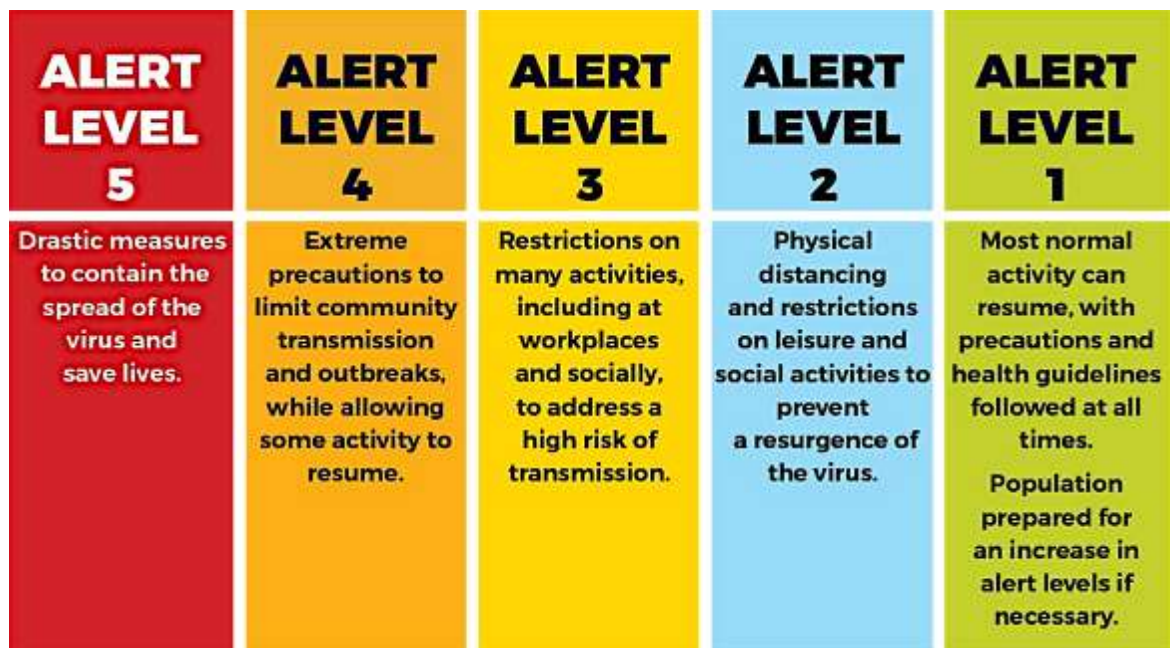 ALERT
LEVEL
5
Drastic measures
to contain the
spread of the
virus and
save lives.
ALERT
LEVEL
4
Extreme
precautions to
limit community
transmission
and outbreaks,
while allowing
some activity to
resume.
ALERT
LEVEL
3
Restrictions on
many activities,
including at
workplaces
and socially,
to address a
high risk of
transmission.
ALERT
LEVEL
2
Physical
distancing
and restrictions
on leisure and
social activities to
prevent
a resurgence of
the virus.
ALERT
LEVEL
1
Most normal
activity can
resume, with
precautions and
health guidelines
followed at all
times.
Population
prepared for
an increase in
alert levels if
necessary.